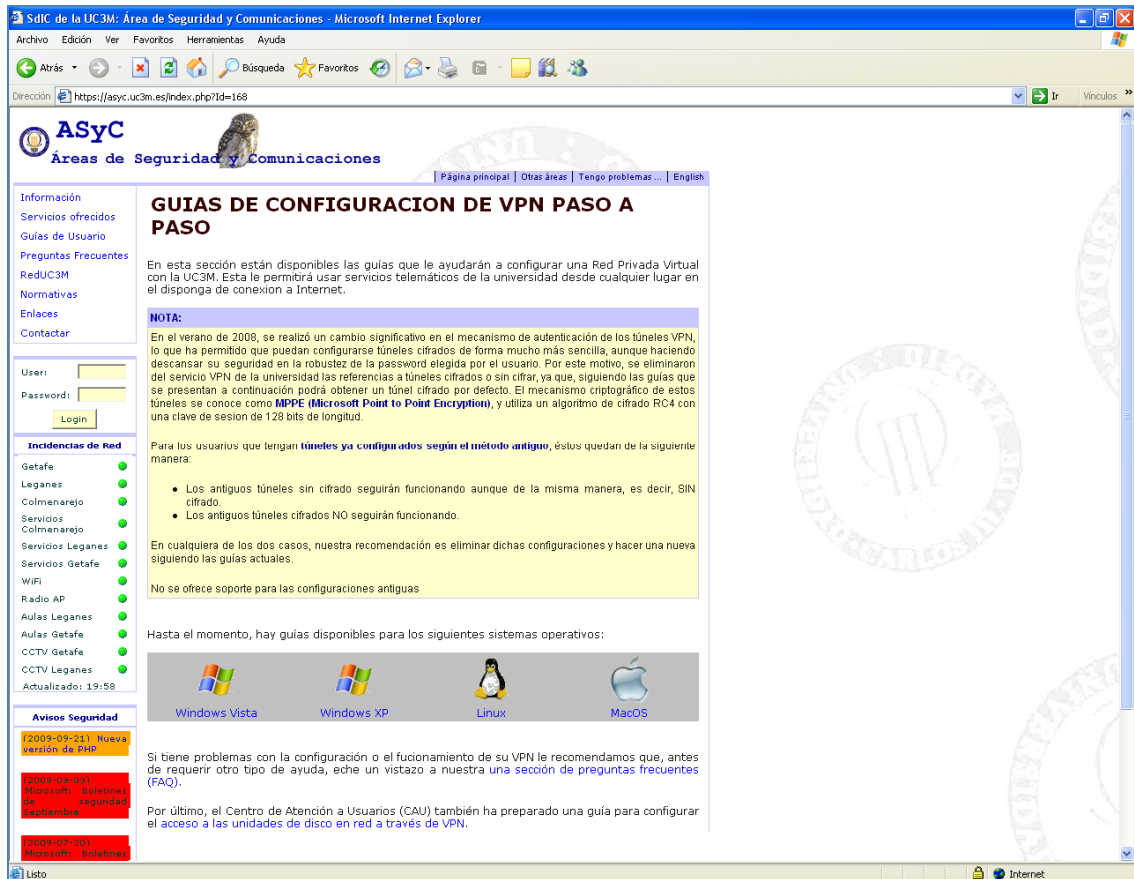 SdIC de la UC3M: Área de Seguridad y Comunicaciones - Microsoft Internet Explorer
Archivo Edición Ver Favoritos Herramientas Ayuda
Atrás Búsqueda Favoritos
Dirección https://asyc.uc3m.es/index.php?Id=168 Ir Vínculos »
ASyC
Áreas de Seguridad y Comunicaciones
Página principal | Otras áreas | Tengo problemas ... | English
Información
Servicios ofrecidos
Guías de Usuario
Preguntas Frecuentes
RedUC3M
Normativas
Enlaces
Contactar
User:
Password:
Login
Incidencias de Red
Getafe
Leganes
Colmenarejo
Servicios
Colmenarejo
Servicios Leganes
Servicios Getafe
WiFi
Radio AP
Aulas Leganes
Aulas Getafe
CCTV Getafe
CCTV Leganes
Actualizado: 19:58
Avisos Seguridad
(2009-09-21) Nueva
versión de PHP
(2009-09-09)
Microsoft: Boletines
de seguridad
Septiembre
(2009-07-20)
Microsoft: Boletines
GUIAS DE CONFIGURACION DE VPN PASO A
PASO
En esta sección están disponibles las guías que le ayudarán a configurar una Red Privada Virtual
con la UC3M. Esta le permitirá usar servicios telemáticos de la universidad desde cualquier lugar en
el disponga de conexion a Internet.
NOTA:
En el verano de 2008, se realizó un cambio significativo en el mecanismo de autenticación de los túneles VPN,
lo que ha permitido que puedan configurarse túneles cifrados de forma mucho más sencilla, aunque haciendo
descansar su seguridad en la robustez de la password elegida por el usuario. Por este motivo, se eliminaron
del servicio VPN de la universidad las referencias a túneles cifrados o sin cifrar, ya que, siguiendo las guías que
se presentan a continuación podrá obtener un túnel cifrado por defecto. El mecanismo criptográfico de estos
túneles se conoce como MPPE (Microsoft Point to Point Encryption), y utiliza un algoritmo de cifrado RC4 con
una clave de sesion de 128 bits de longitud.
Para los usuarios que tengan túneles ya configurados según el método antiguo, éstos quedan de la siguiente
manera:
• Los antiguos túneles sin cifrado seguirán funcionando aunque de la misma manera, es decir, SIN
cifrado.
• Los antiguos túneles cifrados NO seguirán funcionando.
En cualquiera de los dos casos, nuestra recomendación es eliminar dichas configuraciones y hacer una nueva
siguiendo las guías actuales.
No se ofrece soporte para las configuraciones antiguas
Hasta el momento, hay guías disponibles para los siguientes sistemas operativos:
Windows Vista Windows XP Linux MacOS
Si tiene problemas con la configuración o el fucionamiento de su VPN le recomendamos que, antes
de requerir otro tipo de ayuda, eche un vistazo a nuestra una sección de preguntas frecuentes
(FAQ).
Por último, el Centro de Atención a Usuarios (CAU) también ha preparado una guía para configurar
el acceso a las unidades de disco en red a través de VPN.
Listo Internet